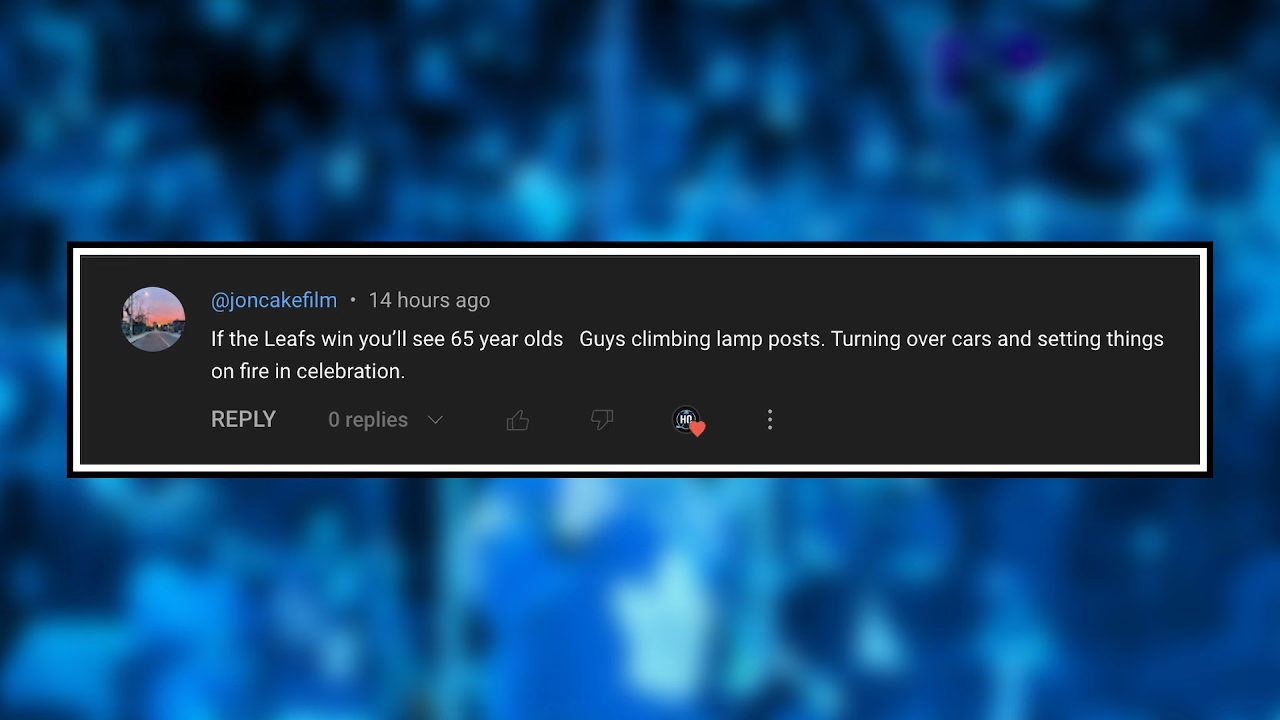 @joncakefilm • 14 hours ago
If the Leafs win you’ll see 65 year olds   Guys climbing lamp posts. Turning over cars and setting things
on fire in celebration.
REPLY 0 replies
HQ